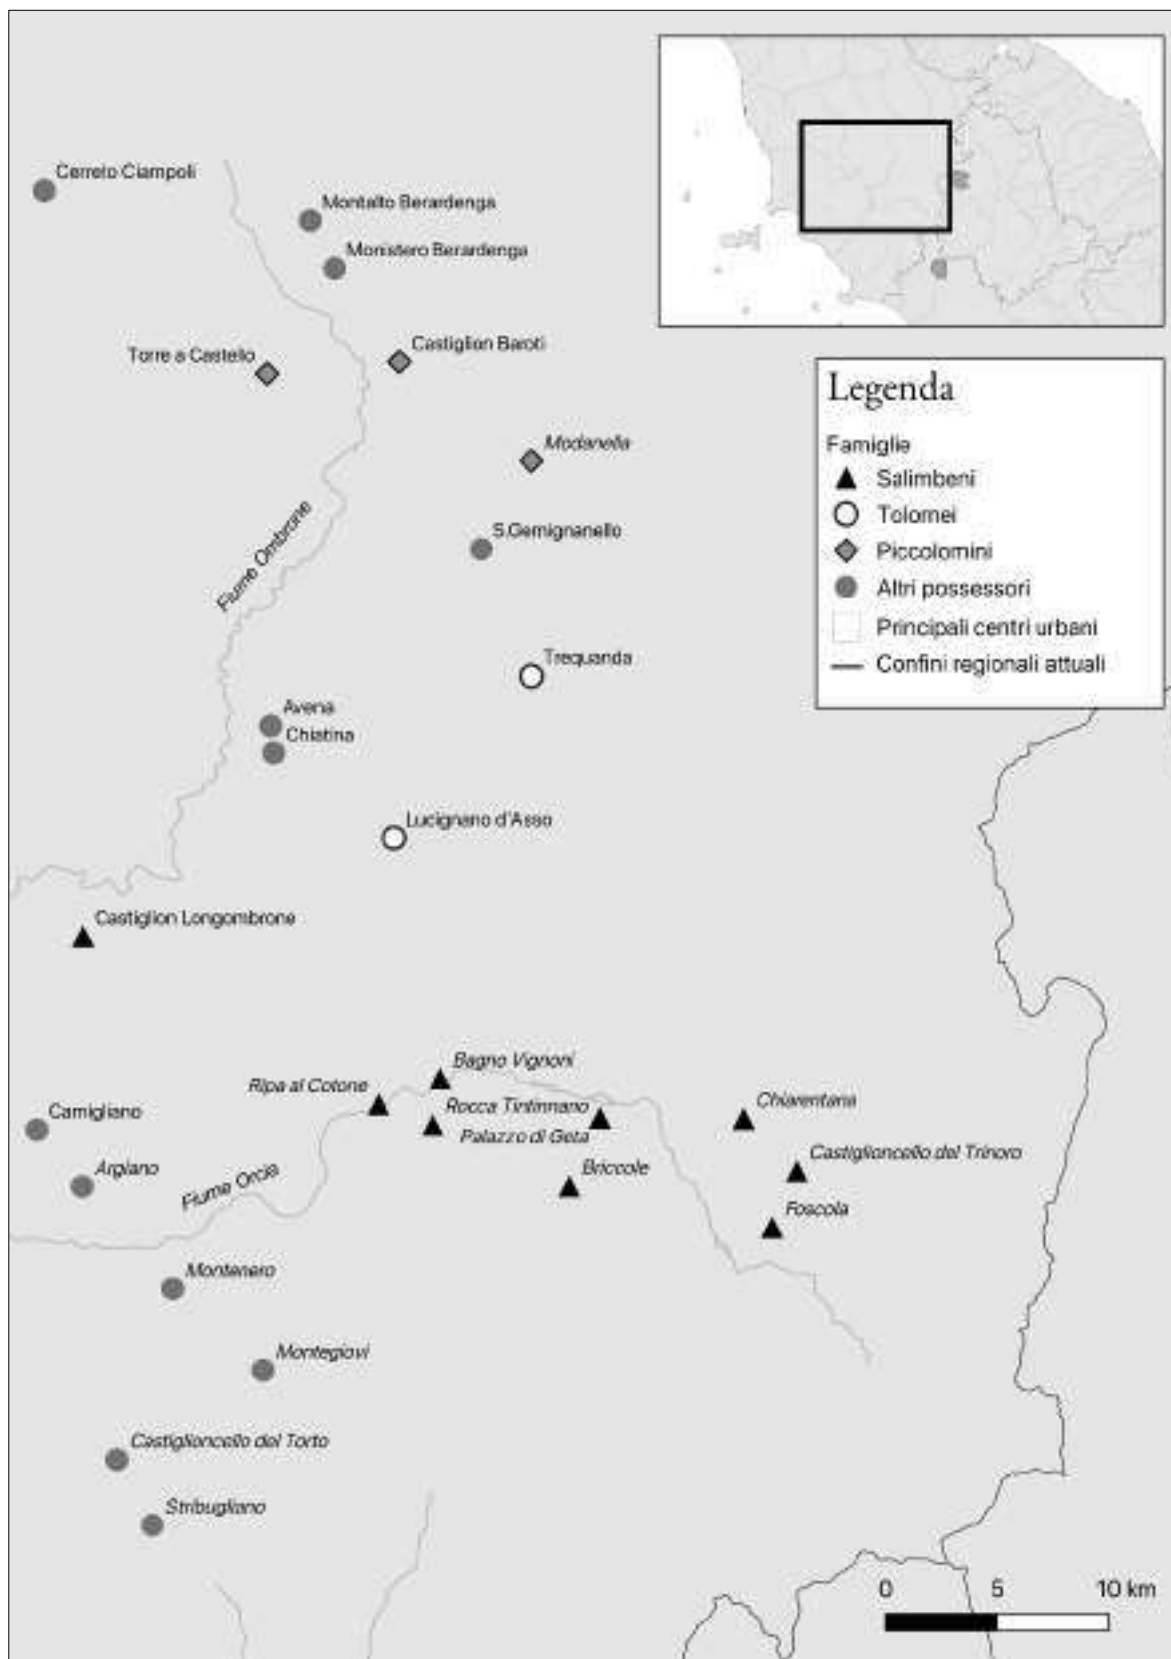 Cerreto Ciampoli
Montalto Berardenga
Monistero Berardenga
Torre a Castello
Castiglion Baroti
Modanella
S.Gemignanello
Fiume Ombrone
Trequanda
Avena
Chiatina
Lucignano d'Asso
Castiglion Longombrone
Bagno Vignoni
Ripa al Cotone
Rocca Tintinnano
Palazzo di Geta
Chiarentana
Camigliano
Castiglioncello del Trinoro
Argiano
Briccole
Fiume Orcia
Foscola
Montenero
Montegiovi
Castiglioncello del Torto
Stribugliano
Legenda
Famiglie
Salimbeni
Tolomei
Piccolomini
Altri possessori
Principali centri urbani
Confini regionali attuali
0 5 10 km